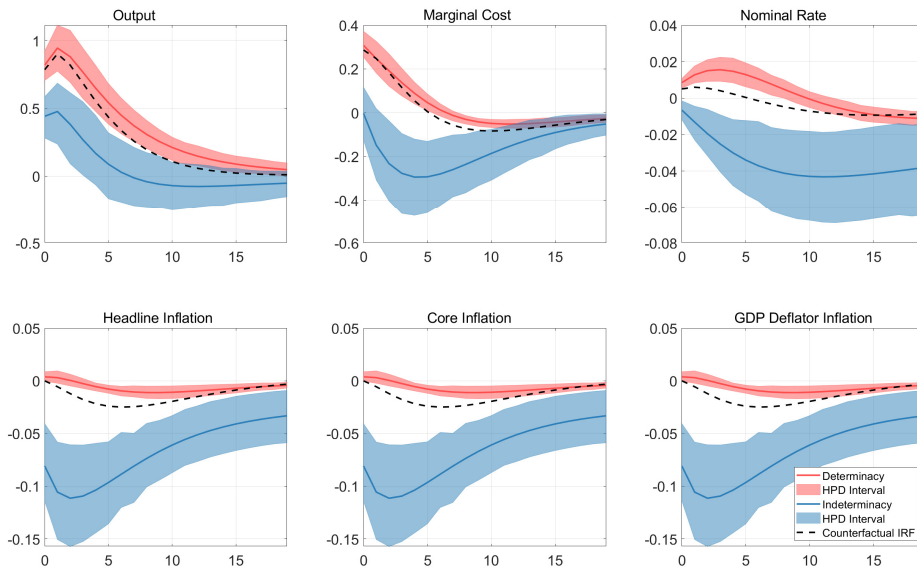 Output
Marginal Cost
Nominal Rate
1
0.5
0
-0.5
0.4
0.2
0
-0.2
-0.4
-0.6
0.04
0.02
0
-0.02
-0.04
-0.06
-0.08
0 5 10 15
0 5 10 15
0 5 10 15
Headline Inflation
Core Inflation
GDP Deflator Inflation
0.05
0
-0.05
-0.1
-0.15
0.05
0
-0.05
-0.1
-0.15
0.05
0
-0.05
-0.1
-0.15
Determinacy
HPD Interval
Indeterminacy
HPD Interval
Counterfactual IRF
0 5 10 15
0 5 10 15
0 5 10 15